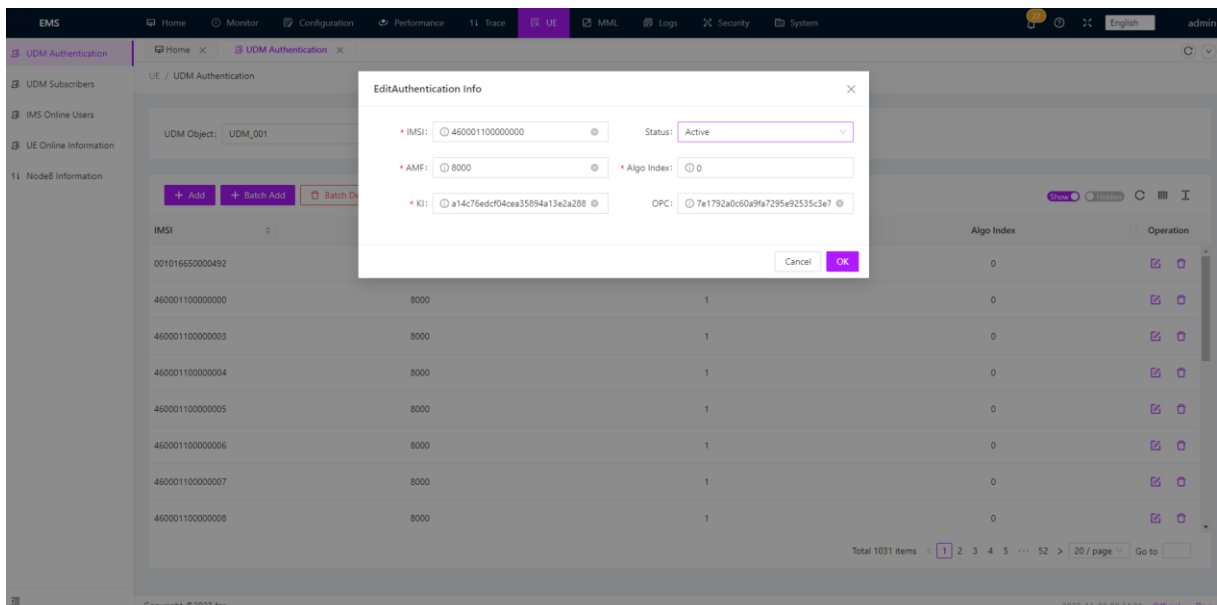 EMS Home Monitor Configuration Performance Trace UE MML Logs Security System 22 English admin
UDM Authentication Home UDM Authentication
UDM Subscribers UE / UDM Authentication
IMS Online Users
UE Online Information
NodeB Information
UDM Object: UDM_001
EditAuthentication Info
* IMSI: 460001100000000 Status: Active
* AMF: 8000 * Algo Index: 0
* KI: a14c76edcf04cea35894a13e2a288 OPC: 7e1792a0c60a9fa7295e92535c3e7
Cancel OK
+ Add + Batch Add Batch De Show Hidden
IMSI Algo Index Operation
001016650000492 0
460001100000000 8000 1 0
460001100000003 8000 1 0
460001100000004 8000 1 0
460001100000005 8000 1 0
460001100000006 8000 1 0
460001100000007 8000 1 0
460001100000008 8000 1 0
Total 1031 items < 1 2 3 4 5 ··· 52 > 20 / page Go to